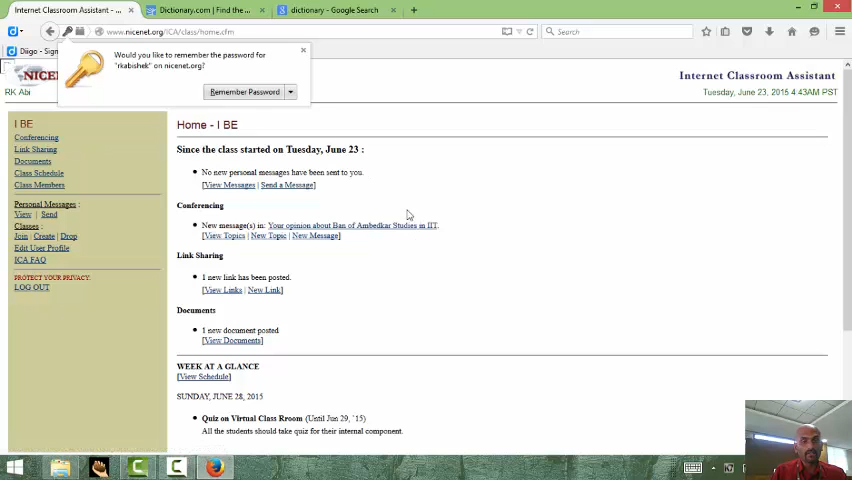 Internet Classroom Assistant -
Dictionary.com | Find the ...
dictionary - Google Search
www.nicenet.org/ICA/class/home.cfm
Search
Diigo - Sign
Would you like to remember the password for
"rkabishek" on nicenet.org?
Remember Password
NICE
Internet Classroom Assistant
RK Abi
Tuesday, June 23, 2015 4:43AM PST
I BE
Conferencing
Link Sharing
Documents
Class Schedule
Class Members
Personal Messages :
View | Send
Classes :
Join | Create | Drop
Edit User Profile
ICA FAQ
PROTECT YOUR PRIVACY:
LOG OUT
Home - I BE
Since the class started on Tuesday, June 23 :
No new personal messages have been sent to you.
[View Messages | Send a Message]
Conferencing
New message(s) in: Your opinion about Ban of Ambedkar Studies in IIT.
[View Topics | New Topic | New Message]
Link Sharing
1 new link has been posted.
[View Links | New Link]
Documents
1 new document posted
[View Documents]
WEEK AT A GLANCE
[View Schedule]
SUNDAY, JUNE 28, 2015
Quiz on Virtual Class Rroom (Until Jun 29, `15)
All the students should take quiz for their internal component.